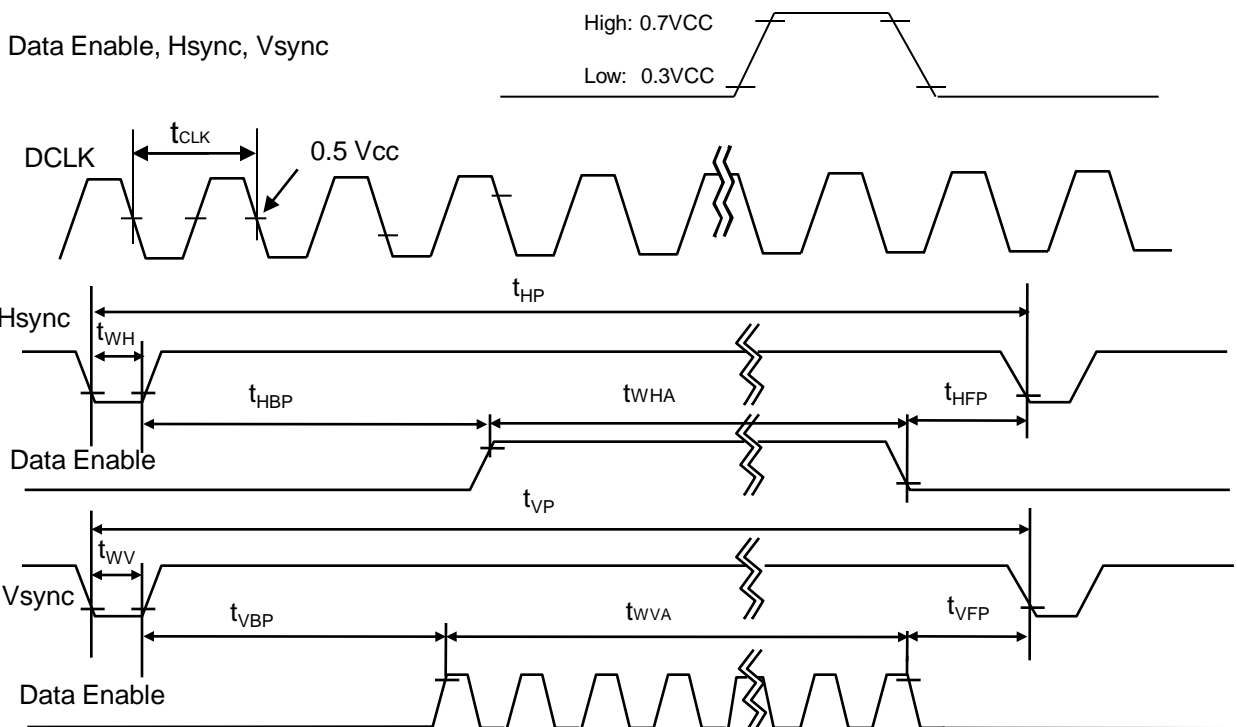 High: 0.7VCC
Data Enable, Hsync, Vsync
Low: 0.3VCC
tCLK
DCLK
0.5 Vcc
tHP
Hsync
tWH
tHBP
tWHA
tHFP
Data Enable
tVP
tWV
Vsync
tVBP
tWVA
tVFP
Data Enable